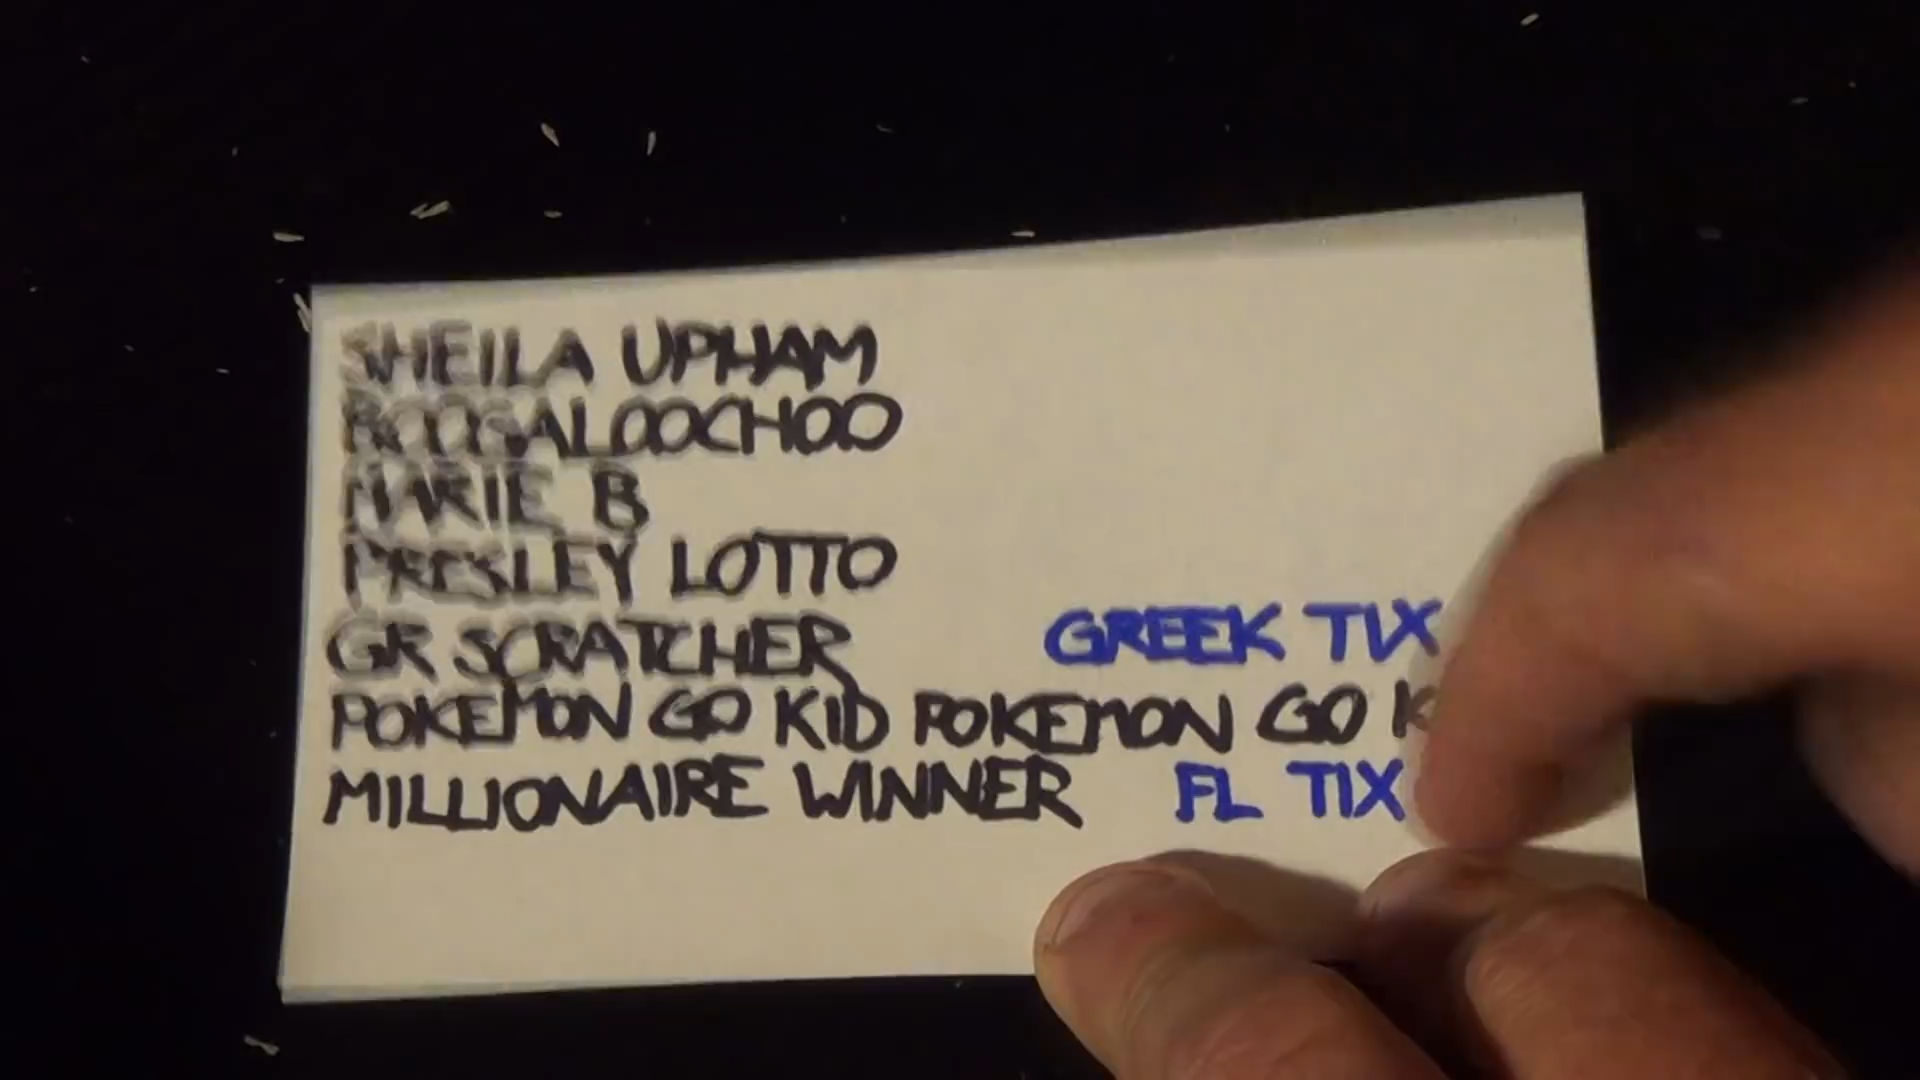 SHEILA UPHAM
BOOGALOOCHOO
MARIE B
PRESLEY LOTTO
GR SCRATCHER GREEK TIX
POKEMON GO KID POKEMON GO K
MILLIONAIRE WINNER FL TIX